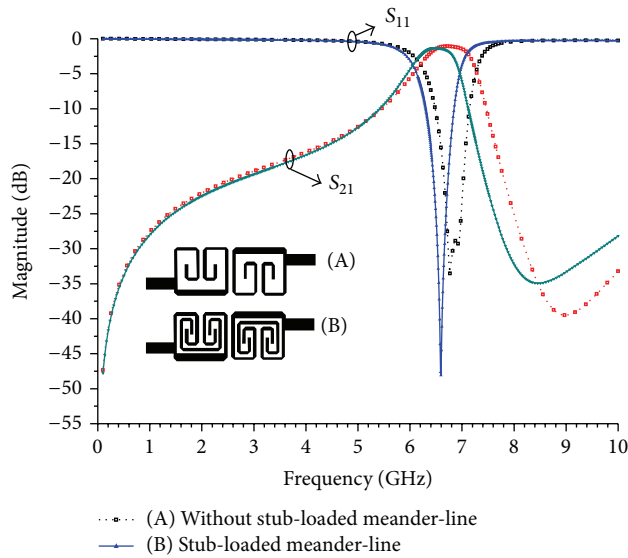 S11
0
−5
−10
−15
−20
−25
−30
−35
−40
−45
−50
−55
Magnitude (dB)
S21
(A)
(B)
0 1 2 3 4 5 6 7 8 9 10
Frequency (GHz)
(A) Without stub-loaded meander-line
(B) Stub-loaded meander-line